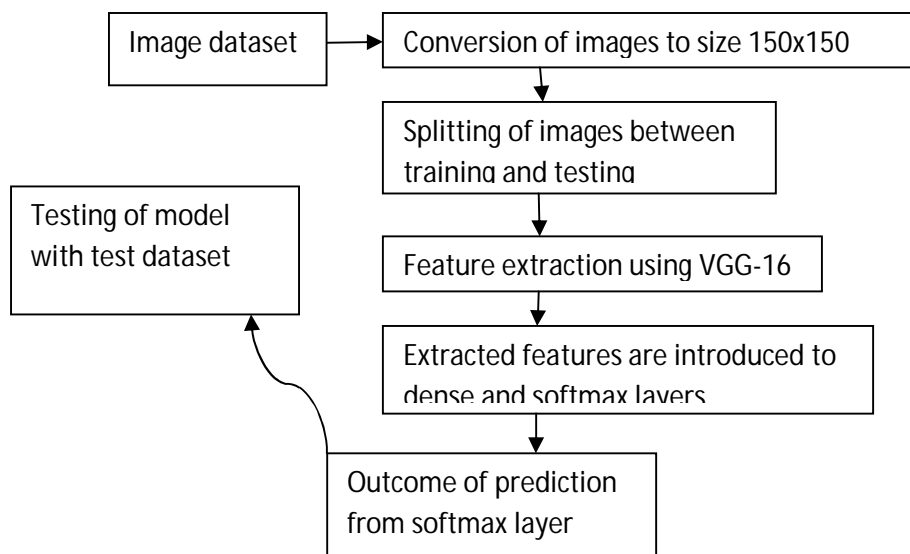 Image dataset
Conversion of images to size 150x150
Splitting of images between
training and testing
Testing of model
with test dataset
Feature extraction using VGG-16
Extracted features are introduced to
dense and softmax layers
Outcome of prediction
from softmax layer